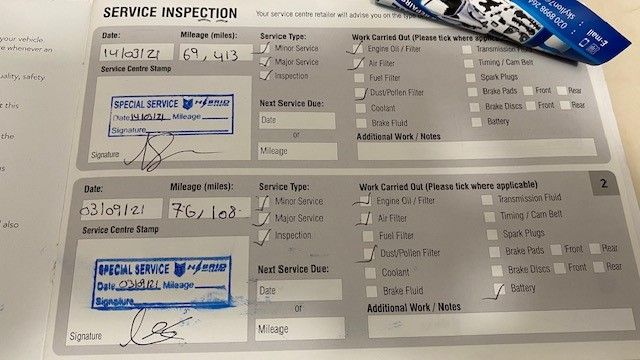 SERVICE INSPECTION
Your service centre retailer will advise you on the type
your vehicle
re whenever an
uality, safety
t this
the
also
Date: Mileage (miles): Service Type: Work Carried Out (Please tick where applicable)
14/03/21 69,413
Minor Service Engine Oil / Filter Transmission Fluid
Major Service Air Filter Timing / Cam Belt
Inspection Fuel Filter Spark Plugs
Dust/Pollen Filter Brake Pads Front Rear
Coolant Brake Discs Front Rear
Brake Fluid Battery
Service Centre Stamp
SPECIAL SERVICE HYBRID
Date 14/03/21 Mileage
Signature
Signature
Next Service Due:
Date
or
Mileage
Additional Work / Notes
E-mail
2
Date: Mileage (miles): Service Type: Work Carried Out (Please tick where applicable)
03/09/21 76,108
Minor Service Engine Oil / Filter Transmission Fluid
Major Service Air Filter Timing / Cam Belt
Inspection Fuel Filter Spark Plugs
Dust/Pollen Filter Brake Pads Front Rear
Coolant Brake Discs Front Rear
Brake Fluid Battery
Service Centre Stamp
SPECIAL SERVICE HYBRID
Date 03/09/21 Mileage
Signature
Signature
Next Service Due:
Date
or
Mileage
Additional Work / Notes